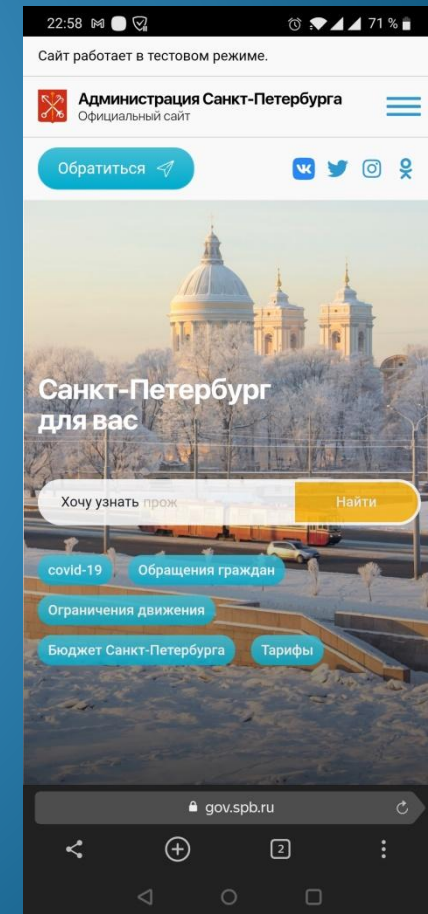 22:58 71 %
Сайт работает в тестовом режиме.
Администрация Санкт-Петербурга
Официальный сайт
Обратиться
Санкт-Петербург
для вас
Хочу узнать прож Найти
covid-19 Обращения граждан
Ограничения движения
Бюджет Санкт-Петербурга Тарифы
gov.spb.ru
2